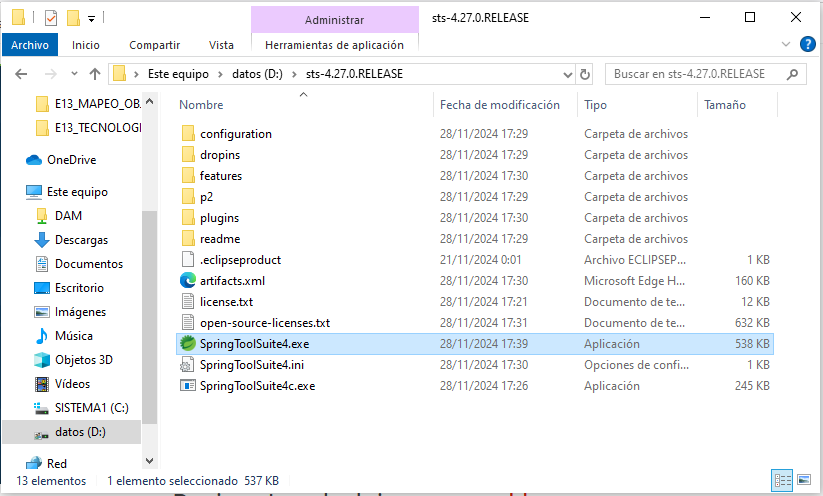 Administrar
sts-4.27.0.RELEASE
Archivo
Inicio
Compartir
Vista
Herramientas de aplicación
Este equipo
datos (D:)
sts-4.27.0.RELEASE
Buscar en sts-4.27.0.RELEASE
E13_MAPEO_OB
E13_TECNOLOGI
OneDrive
Este equipo
DAM
Descargas
Documentos
Escritorio
Imágenes
Música
Objetos 3D
Vídeos
SISTEMA1 (C:)
datos (D:)
Red
Nombre Fecha de modificación Tipo Tamaño
configuration 28/11/2024 17:29 Carpeta de archivos
dropins 28/11/2024 17:29 Carpeta de archivos
features 28/11/2024 17:30 Carpeta de archivos
p2 28/11/2024 17:29 Carpeta de archivos
plugins 28/11/2024 17:30 Carpeta de archivos
readme 28/11/2024 17:29 Carpeta de archivos
.eclipseproduct 21/11/2024 0:01 Archivo ECLIPSEP... 1 KB
artifacts.xml 28/11/2024 17:30 Microsoft Edge H... 160 KB
license.txt 28/11/2024 17:21 Documento de te... 12 KB
open-source-licenses.txt 28/11/2024 17:31 Documento de te... 632 KB
SpringToolSuite4.exe 28/11/2024 17:39 Aplicación 538 KB
SpringToolSuite4.ini 28/11/2024 17:30 Opciones de confi... 1 KB
SpringToolSuite4c.exe 28/11/2024 17:26 Aplicación 245 KB
13 elementos
1 elemento seleccionado 537 KB